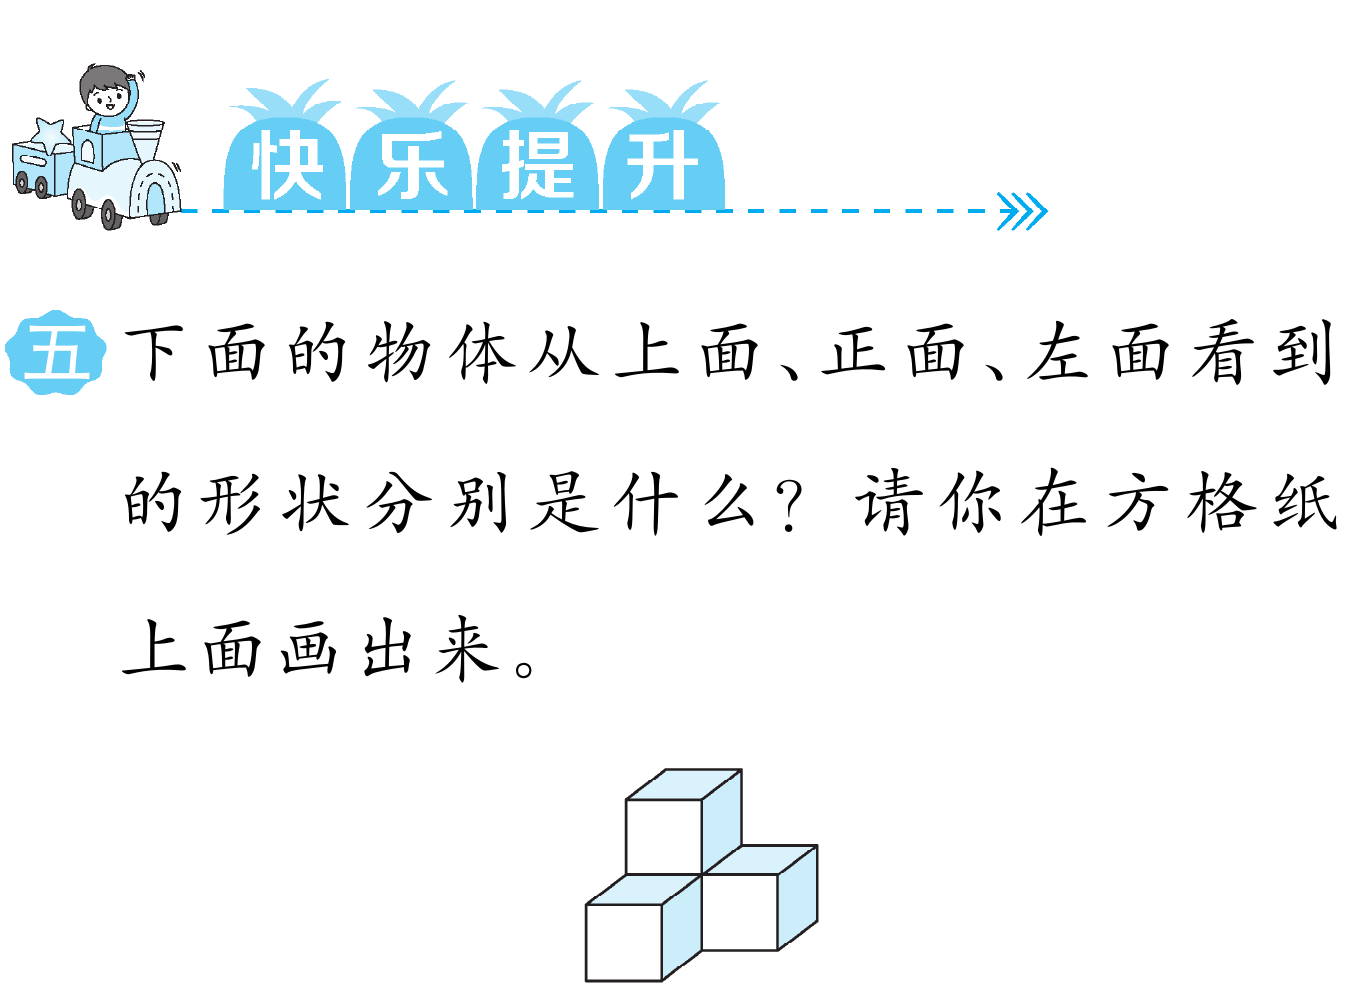 快乐提升
五 下面的物体从上面、正面、左面看到
的形状分别是什么？请你在方格纸
上面画出来。